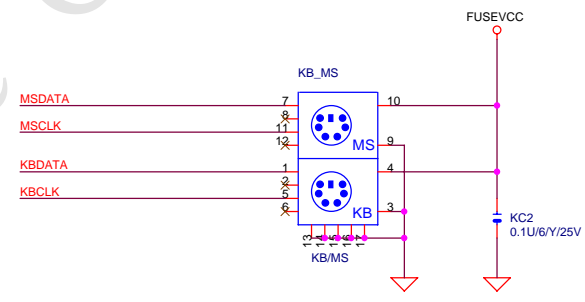 FUSEVCC
KB_MS
MSDATA
7
10
8
MSCLK
11
12
MS
9
KBDATA
1
4
2
KBCLK
5
6
KB
3
13
14
15
16
17
KB/MS
KC2
0.1U/6/Y/25V